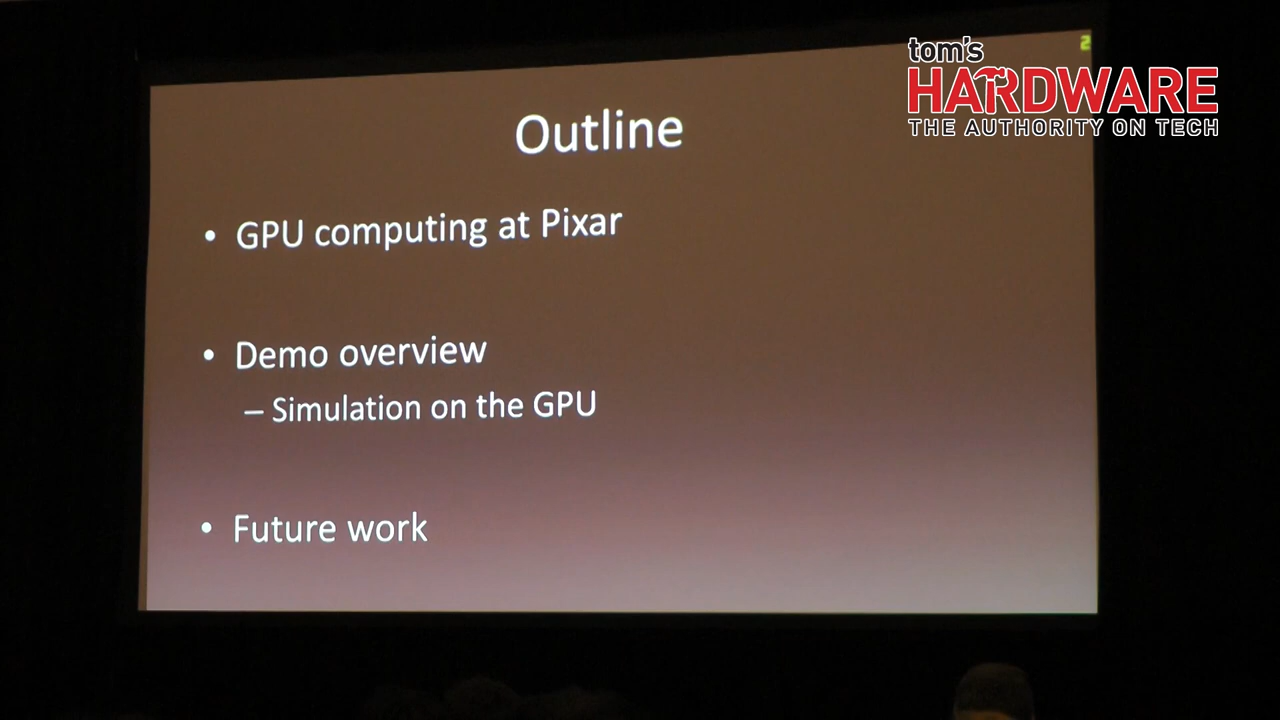 tom's
HARDWARE
THE AUTHORITY ON TECH
2
Outline
• GPU computing at Pixar
• Demo overview
– Simulation on the GPU
• Future work